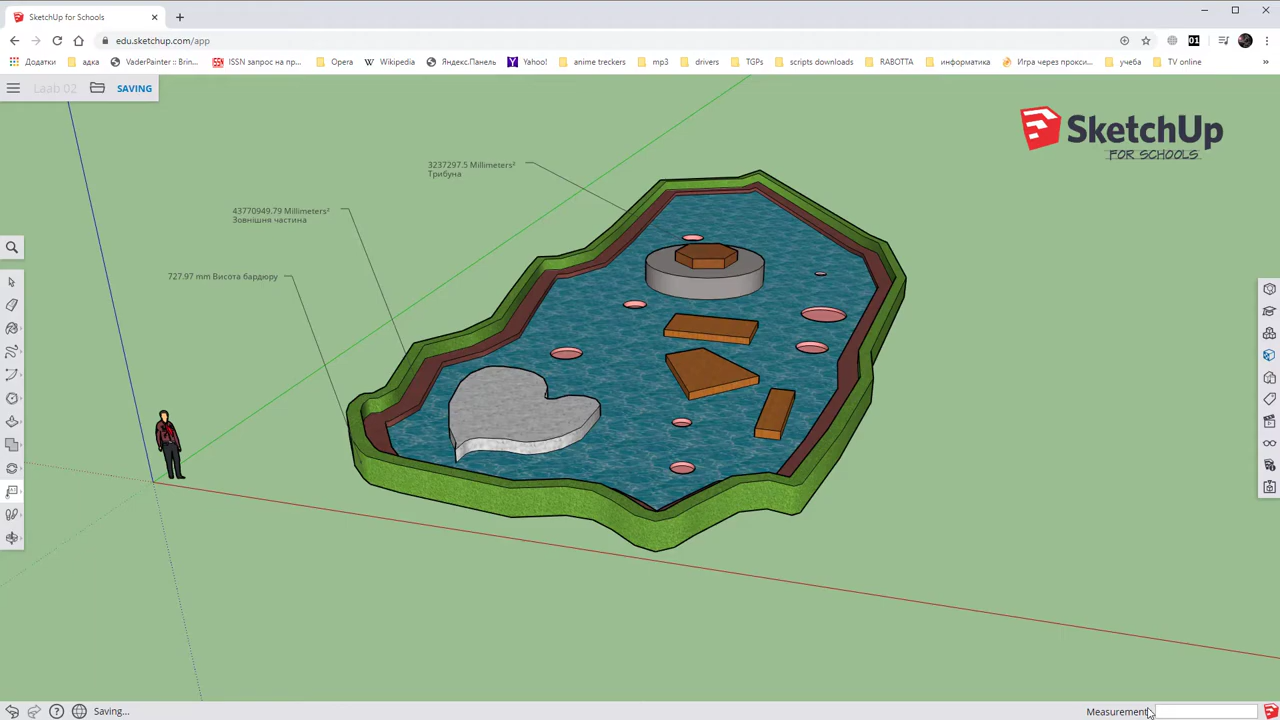 SketchUp for Schools
edu.sketchup.com/app
01
Додатки
адка
VaderPainter :: Brin...
ISSN запрос на пр...
Opera
Wikipedia
Яндекс.Панель
Yahoo!
anime treckers
mp3
drivers
TGPs
scripts downloads
RABOTTA
информатика
Игра через прокси...
учеба
TV online
Laab 02
SAVING
SketchUp
FOR SCHOOLS
3237297.5 Millimeters²
Трибуна
43770949.79 Millimeters²
Зовнішня частина
727.97 mm Висота бардюру
Saving...
Measurement